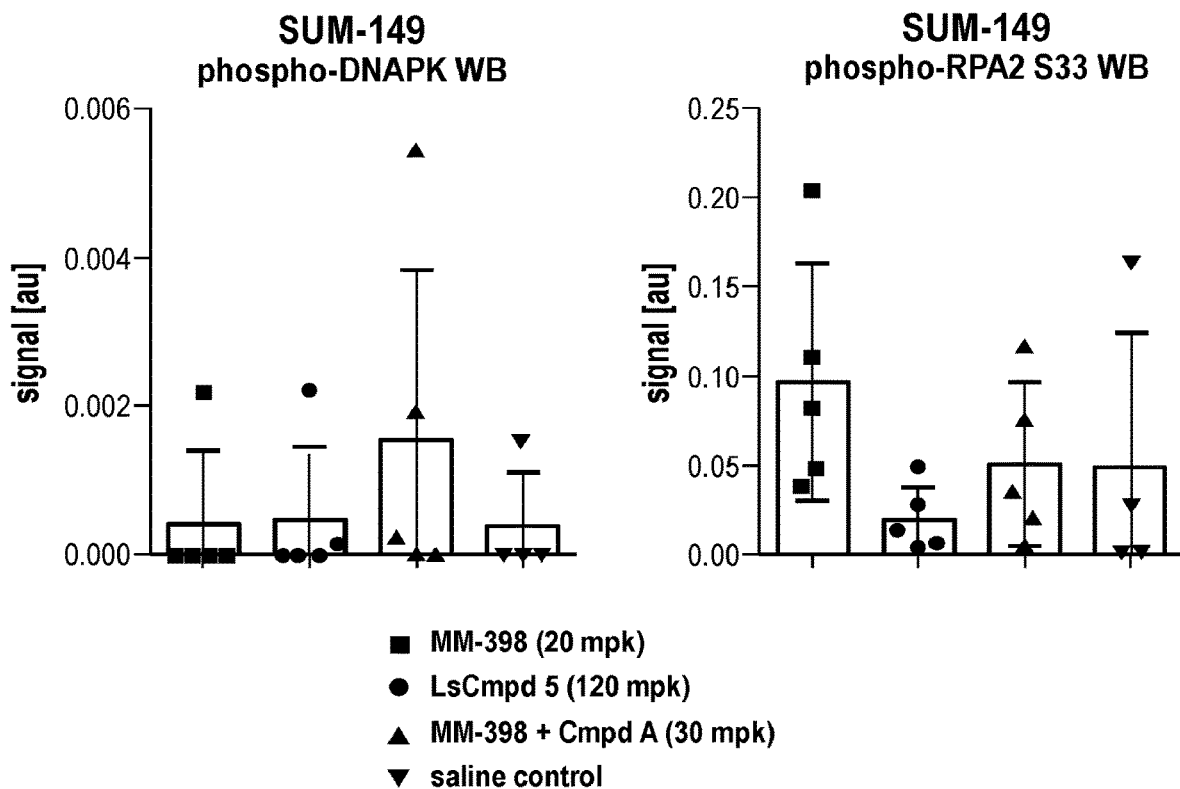 SUM-149
phospho-DNAPK WB
signal [au]
0.006
0.004
0.002
0.000
SUM-149
phospho-RPA2 S33 WB
signal [au]
0.25
0.20
0.15
0.10
0.05
0.00
MM-398 (20 mpk)
LsCmpd 5 (120 mpk)
MM-398 + Cmpd A (30 mpk)
saline control